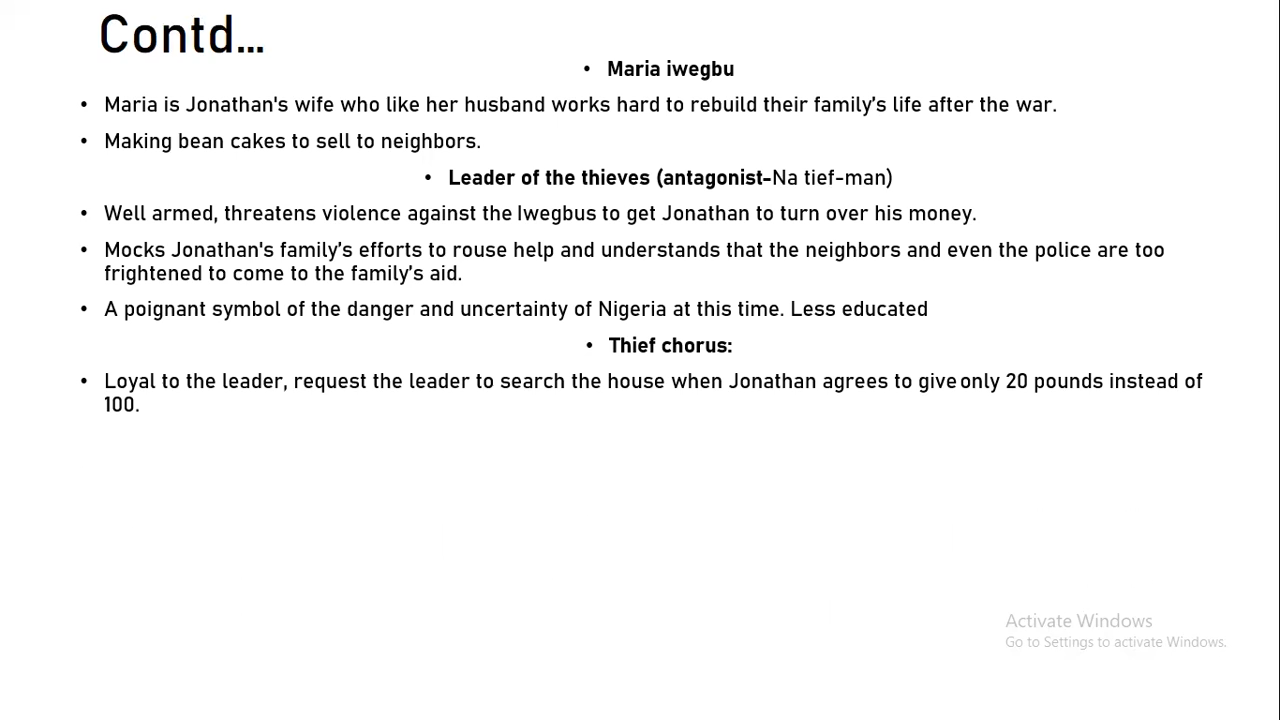 Contd...
• Maria iwegbu
• Maria is Jonathan's wife who like her husband works hard to rebuild their family's life after the war.
• Making bean cakes to sell to neighbors.
• Leader of the thieves (antagonist-Na tief-man)
• Well armed, threatens violence against the Iwegbus to get Jonathan to turn over his money.
• Mocks Jonathan's family's efforts to rouse help and understands that the neighbors and even the police are too
frightened to come to the family's aid.
• A poignant symbol of the danger and uncertainty of Nigeria at this time. Less educated
• Thief chorus:
• Loyal to the leader, request the leader to search the house when Jonathan agrees to give only 20 pounds instead of
100.
Activate Windows
Go to Settings to activate Windows.